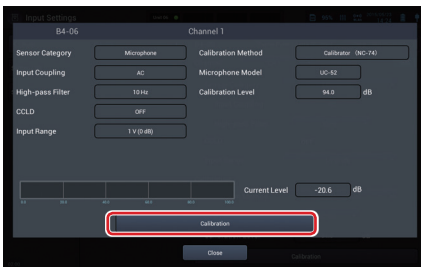 Input Settings
B4-06 Channel 1
Sensor Category Microphone Calibration Method Calibrator (NC-74)
Input Coupling AC Microphone Model UC-52
High-pass Filter 10 Hz Calibration Level 94.0 dB
CCLD OFF
Input Range 1 V (0 dB)
Current Level -20.6 dB
Calibration
Close
Calibration